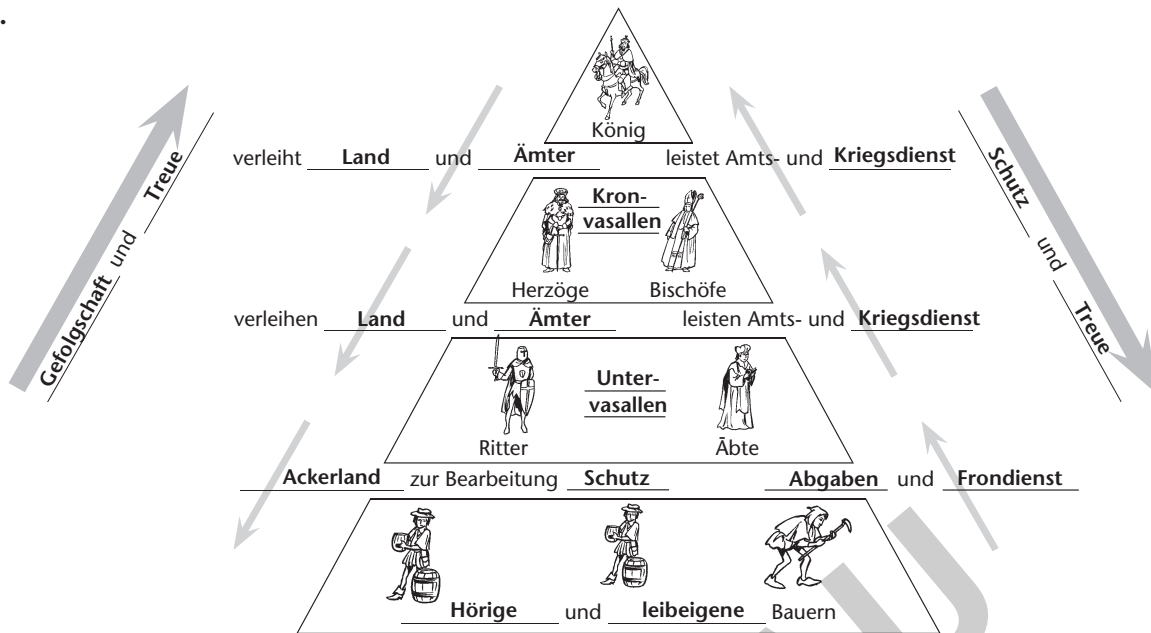 .
König
verleiht Land und Ämter leistet Amts- und Kriegsdienst
Gefolgschaft und Treue
Schutz und Treue
Kron-
vasallen
Herzöge Bischöfe
verleihen Land und Ämter leisten Amts- und Kriegsdienst
Unter-
vasallen
Ritter Äbte
Ackerland zur Bearbeitung Schutz Abgaben und Frondienst
Hörige und leibeigene Bauern